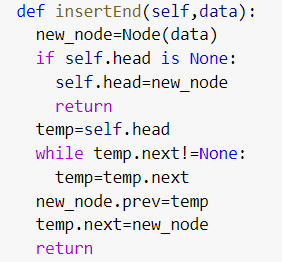 def insertEnd(self,data):
  new_node=Node(data)
  if self.head is None:
    self.head=new_node
    return
  temp=self.head
  while temp.next!=None:
    temp=temp.next
  new_node.prev=temp
  temp.next=new_node
  return